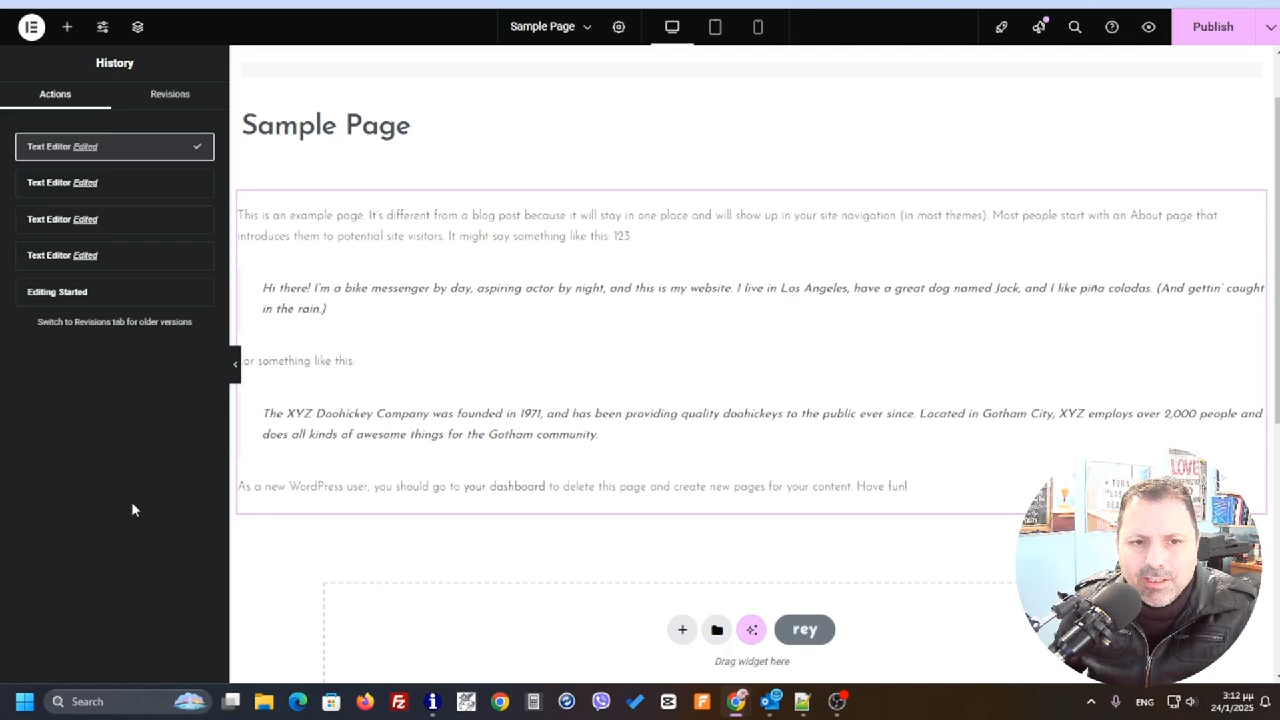 Sample Page
Publish
History
Actions
Revisions
Text Editor Edited
Text Editor Edited
Text Editor Edited
Text Editor Edited
Editing Started
Switch to Revisions tab for older versions
Sample Page
This is an example page. It's different from a blog post because it will stay in one place and will show up in your site navigation (in most themes). Most people start with an About page that
introduces them to potential site visitors. It might say something like this: 123
Hi there! I'm a bike messenger by day, aspiring actor by night, and this is my website. I live in Los Angeles, have a great dog named Jack, and I like piña coladas. (And gettin' caught
in the rain.)
or something like this:
The XYZ Doohickey Company was founded in 1971, and has been providing quality doohickeys to the public ever since. Located in Gotham City, XYZ employs over 2,000 people and
does all kinds of awesome things for the Gotham community.
As a new WordPress user, you should go to your dashboard to delete this page and create new pages for your content. Have fun!
rey
Drag widget here
LOVE
Search
ENG
3:12 μμ
24/1/2025